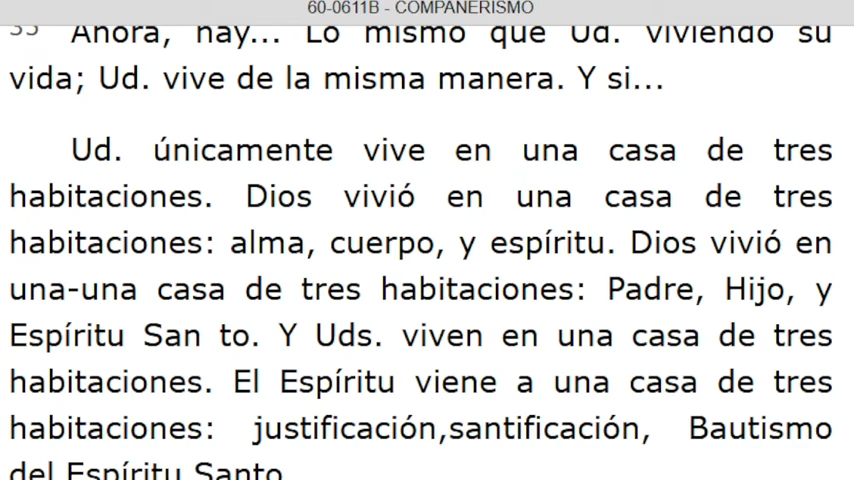 60-0611B - COMPAÑERISMO
35 Ahora, hay... Lo mismo que Ud. viviendo su
vida; Ud. vive de la misma manera. Y si...
Ud. únicamente vive en una casa de tres
habitaciones. Dios vivió en una casa de tres
habitaciones: alma, cuerpo, y espíritu. Dios vivió en
una-una casa de tres habitaciones: Padre, Hijo, y
Espíritu San to. Y Uds. viven en una casa de tres
habitaciones. El Espíritu viene a una casa de tres
habitaciones: justificación,santificación, Bautismo
del Espíritu Santo